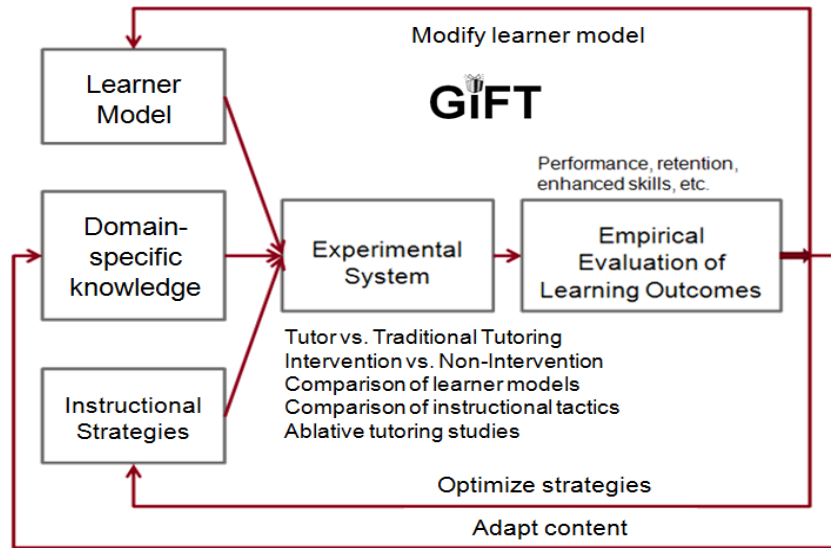 Modify learner model
Learner
Model
GiFT
Performance, retention,
enhanced skills, etc.
Domain-
specific
knowledge
Experimental
System
Empirical
Evaluation of
Learning Outcomes
Tutor vs. Traditional Tutoring
Intervention vs. Non-Intervention
Comparison of learner models
Comparison of instructional tactics
Ablative tutoring studies
Instructional
Strategies
Optimize strategies
Adapt content